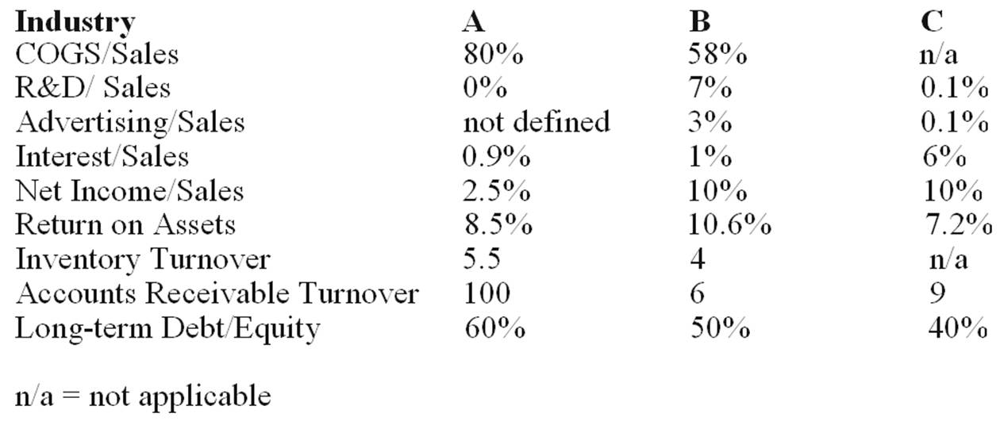 Industry A B C
COGS/Sales 80% 58% n/a
R&D/ Sales 0% 7% 0.1%
Advertising/Sales not defined 3% 0.1%
Interest/Sales 0.9% 1% 6%
Net Income/Sales 2.5% 10% 10%
Return on Assets 8.5% 10.6% 7.2%
Inventory Turnover 5.5 4 n/a
Accounts Receivable Turnover 100 6 9
Long-term Debt/Equity 60% 50% 40%
n/a = not applicable